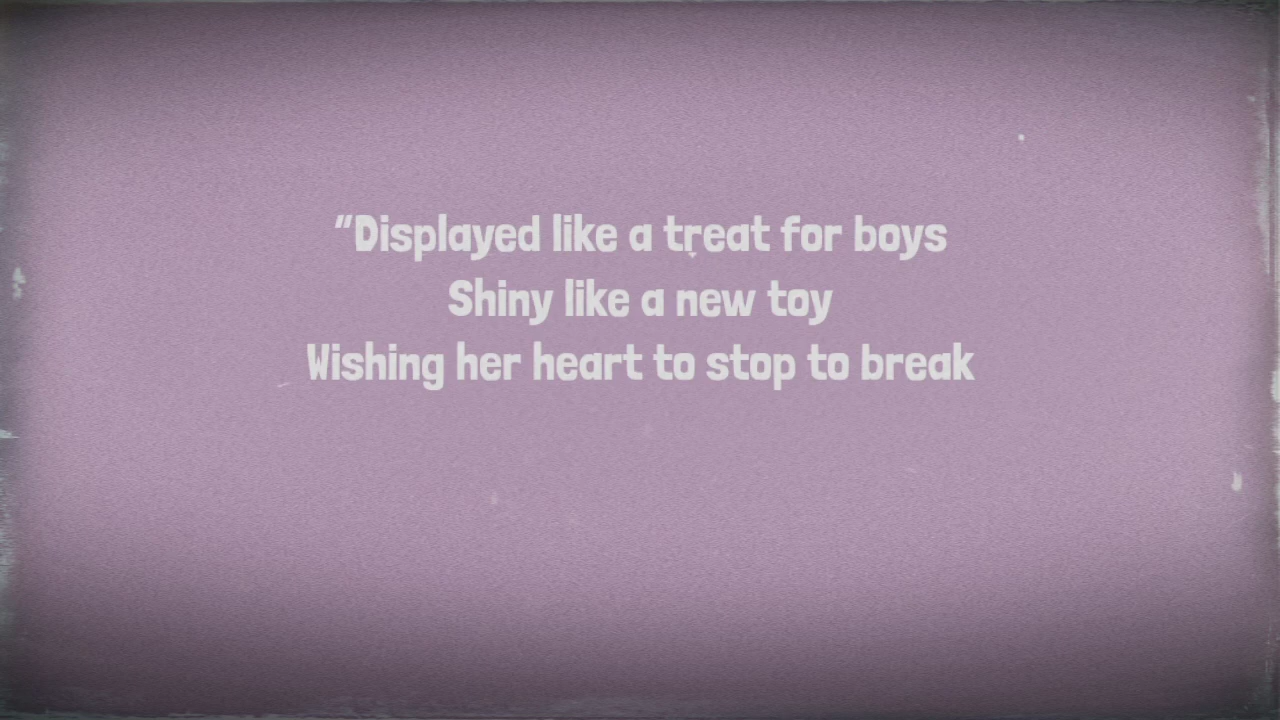 “Displayed like a treat for boys
Shiny like a new toy
Wishing her heart to stop to break